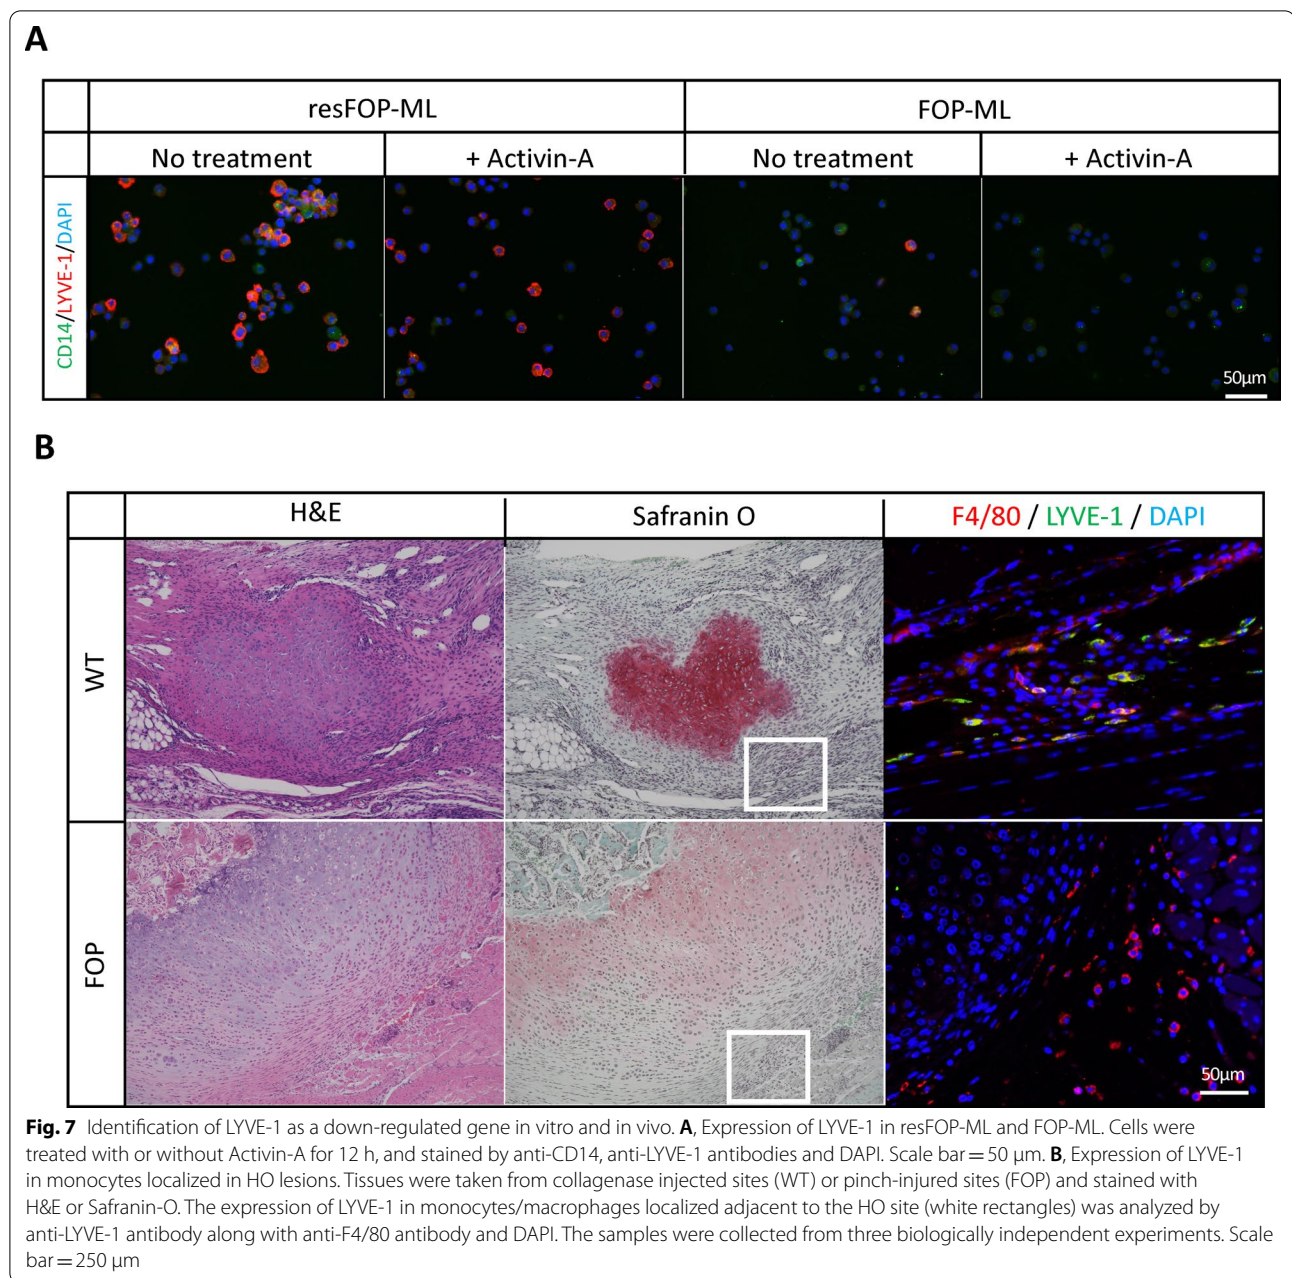 A
resFOP-ML FOP-ML
No treatment + Activin-A No treatment + Activin-A
CD14/LYVE-1/DAPI
50μm
B
H&E Safranin O F4/80 / LYVE-1 / DAPI
WT
FOP
50μm
Fig. 7 Identification of LYVE-1 as a down-regulated gene in vitro and in vivo. A, Expression of LYVE-1 in resFOP-ML and FOP-ML. Cells were
treated with or without Activin-A for 12 h, and stained by anti-CD14, anti-LYVE-1 antibodies and DAPI. Scale bar = 50 μm. B, Expression of LYVE-1
in monocytes localized in HO lesions. Tissues were taken from collagenase injected sites (WT) or pinch-injured sites (FOP) and stained with
H&E or Safranin-O. The expression of LYVE-1 in monocytes/macrophages localized adjacent to the HO site (white rectangles) was analyzed by
anti-LYVE-1 antibody along with anti-F4/80 antibody and DAPI. The samples were collected from three biologically independent experiments. Scale
bar = 250 μm